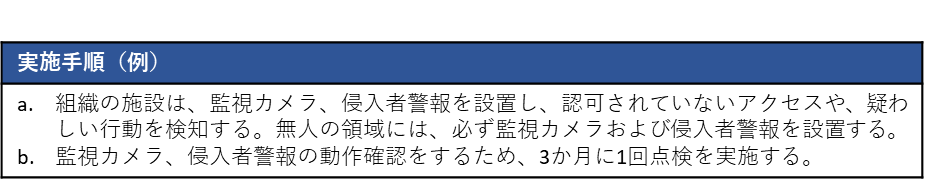 実施手順（例）
a. 組織の施設は、監視カメラ、侵入者警報を設置し、認可されていないアクセスや、疑わ
しい行動を検知する。無人の領域には、必ず監視カメラおよび侵入者警報を設置する。
b. 監視カメラ、侵入者警報の動作確認をするため、3か月に1回点検を実施する。